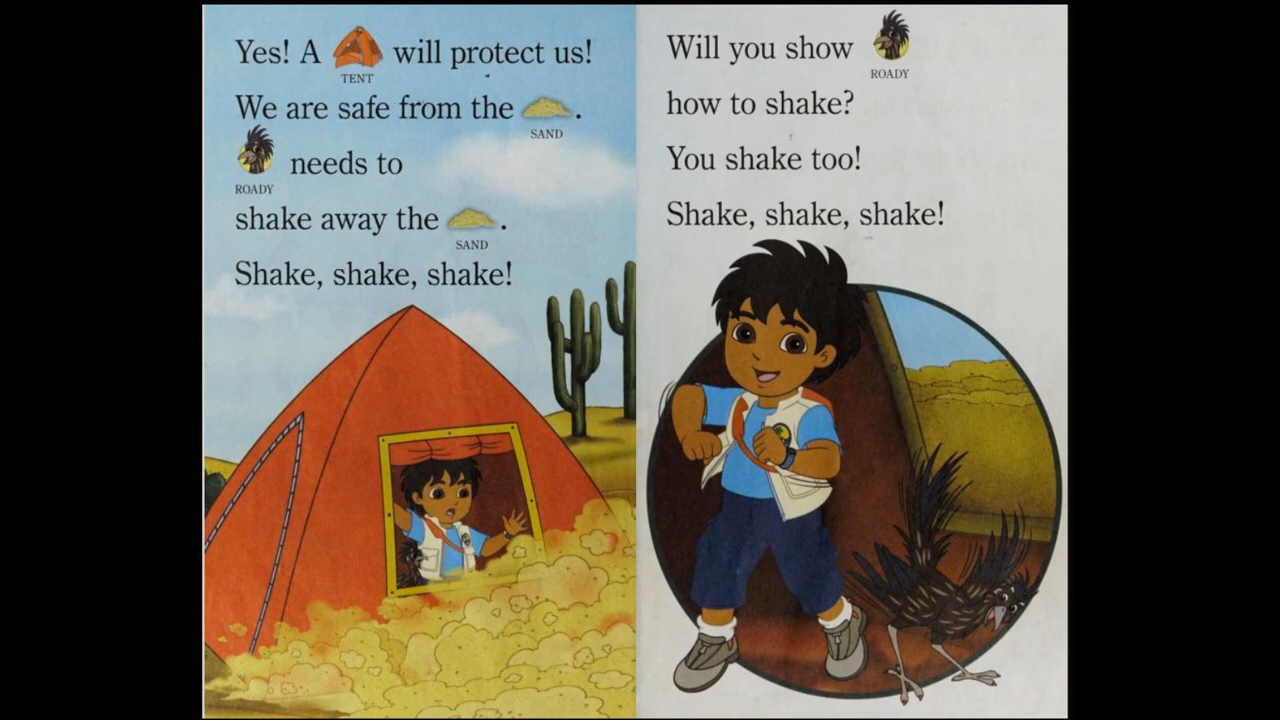 Yes! A will protect us!
TENT
We are safe from the .
SAND
needs to
ROADY
shake away the .
SAND
Shake, shake, shake!
Will you show
ROADY
how to shake?
You shake too!
Shake, shake, shake!